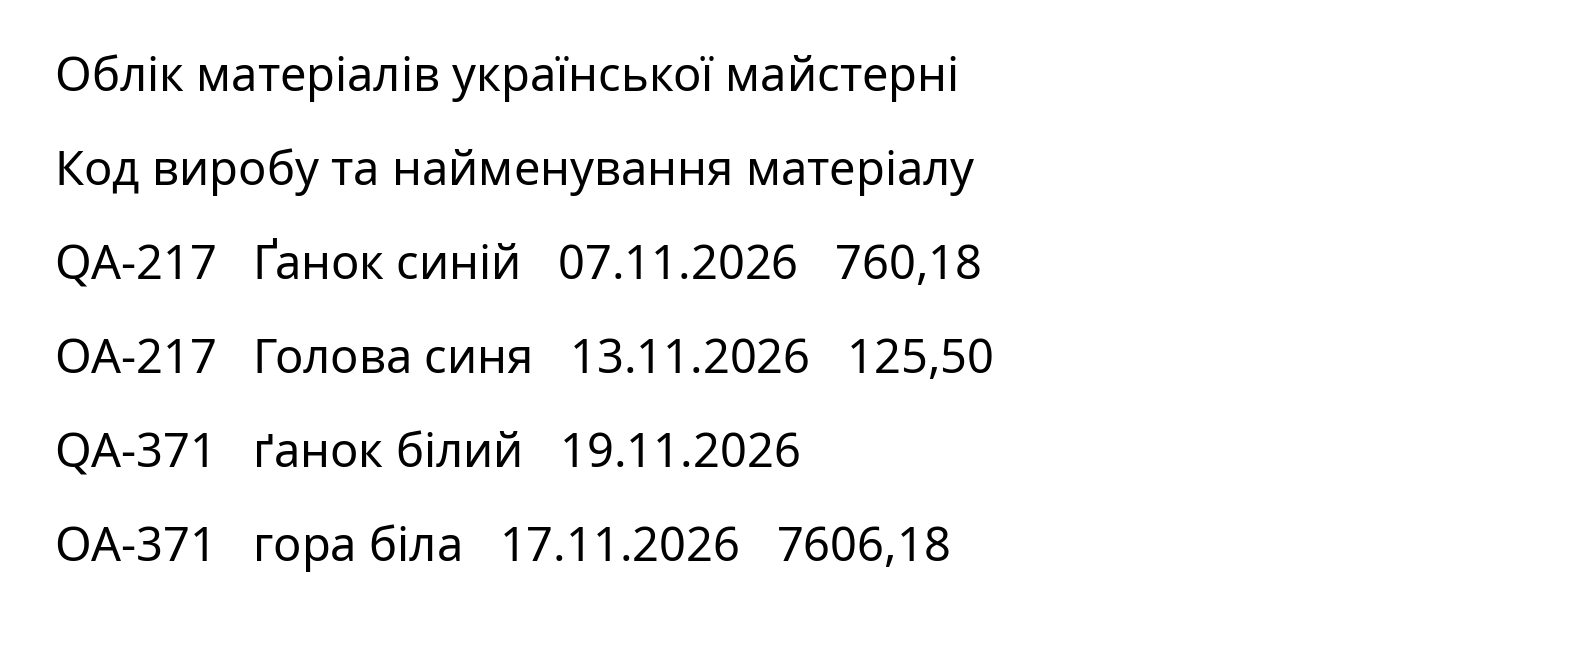 Облік матеріалів української майстерні
Код виробу та найменування матеріалу
QA-217 Ґанок синій 07.11.2026 760,18
OA-217 Голова синя 13.11.2026 125,50
QA-371 ґанок білий 19.11.2026
OA-371 гора біла 17.11.2026 7606,18